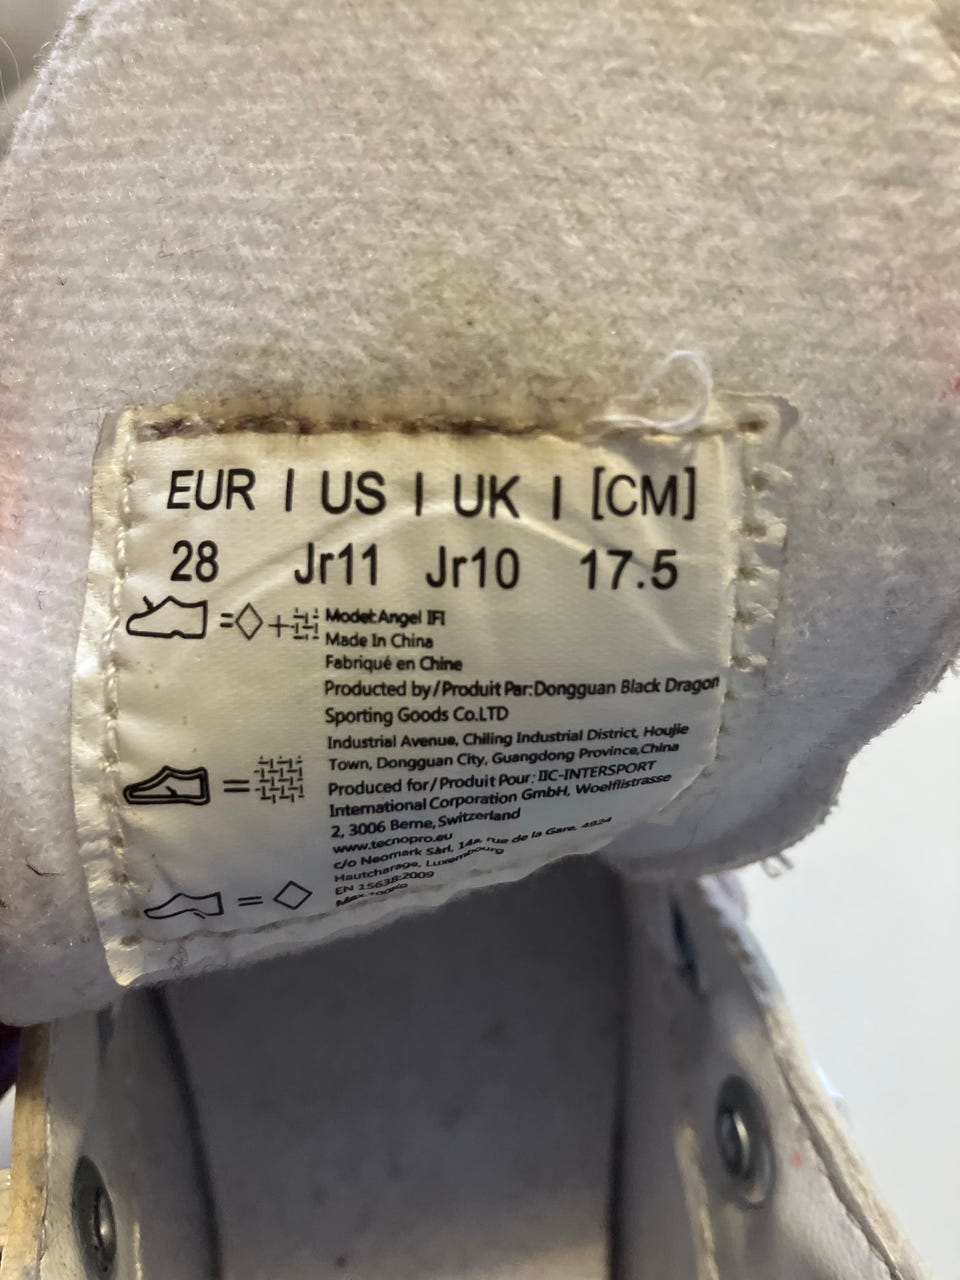 EUR | US | UK | [CM]
28 Jr11 Jr10 17.5
Model:Angel IFI
Made In China
Fabriqué en Chine
Producted by/Produit Par:Dongguan Black Dragon
Sporting Goods Co.LTD
Industrial Avenue, Chiling Industrial District, Houjie
Town, Dongguan City, Guangdong Province,China
Produced for/Produit Pour: IIC-INTERSPORT
International Corporation GmbH, Woelflistrasse
2, 3006 Berne, Switzerland
www.tecnopro.eu
c/o Neomark Sàrl, 14a, rue de la Gare, 4924
Hautcharage, Luxembourg
EN 15638:2009
Max